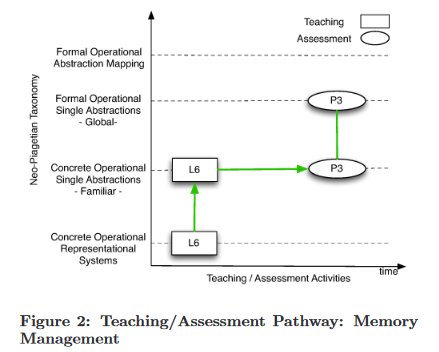 Teaching
Assessment
Formal Operational
Abstraction Mapping
Formal Operational
Single Abstractions
- Global-
P3
Neo-Piagetian Taxonomy
Concrete Operational
Single Abstractions
- Familiar -
L6
P3
Concrete Operational
Representational
Systems
L6
time
Teaching / Assessment Activities
Figure 2: Teaching/Assessment Pathway: Memory
Management